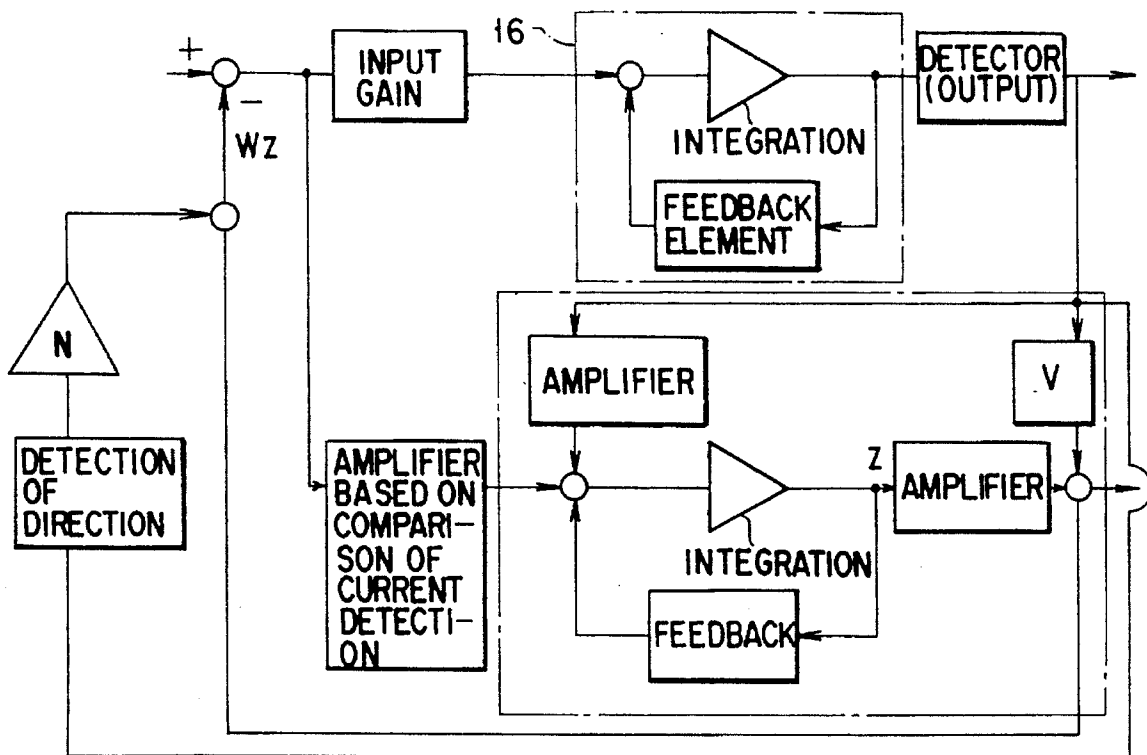 16
+
INPUT
GAIN
DETECTOR
(OUTPUT)
-
INTEGRATION
Wz
FEEDBACK
ELEMENT
N
AMPLIFIER
V
DETECTION
OF
DIRECTION
AMPLIFIER
BASED ON
COMPARI-
SON OF
CURRENT
DETECTI-
ON
Z
AMPLIFIER
INTEGRATION
FEEDBACK